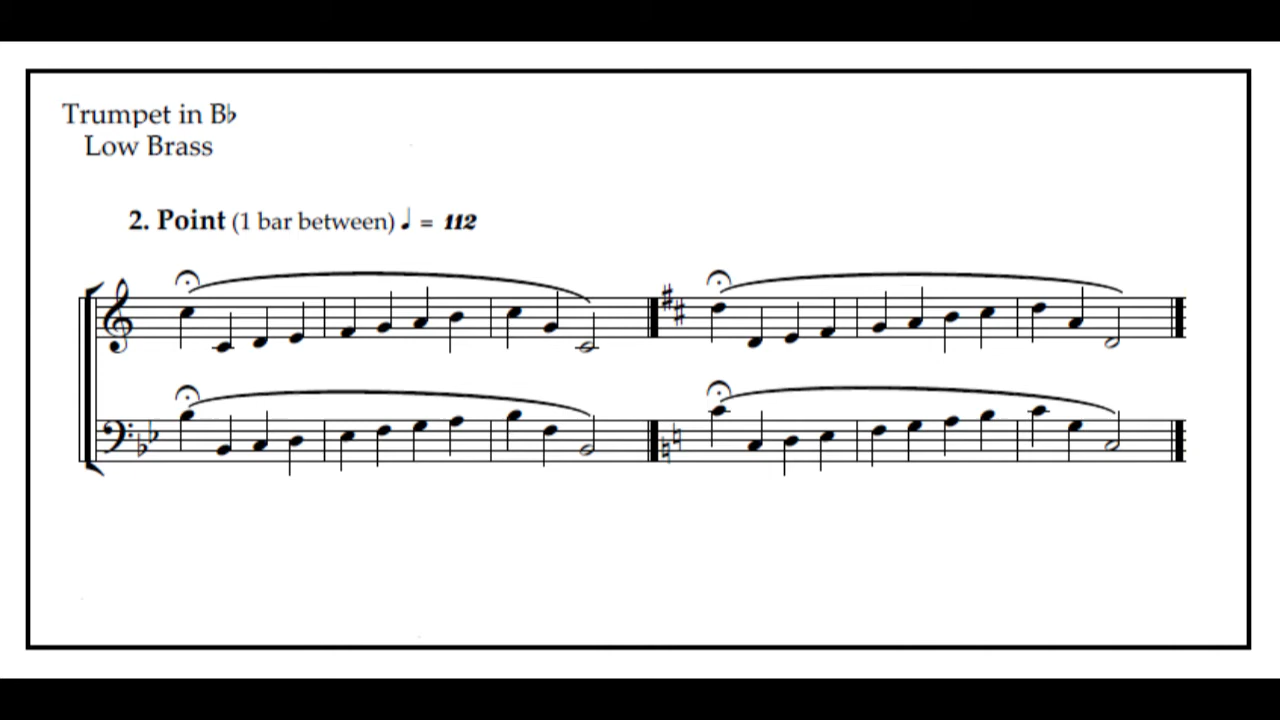 Trumpet in B♭
Low Brass
2. Point (1 bar between) ♩ = 112